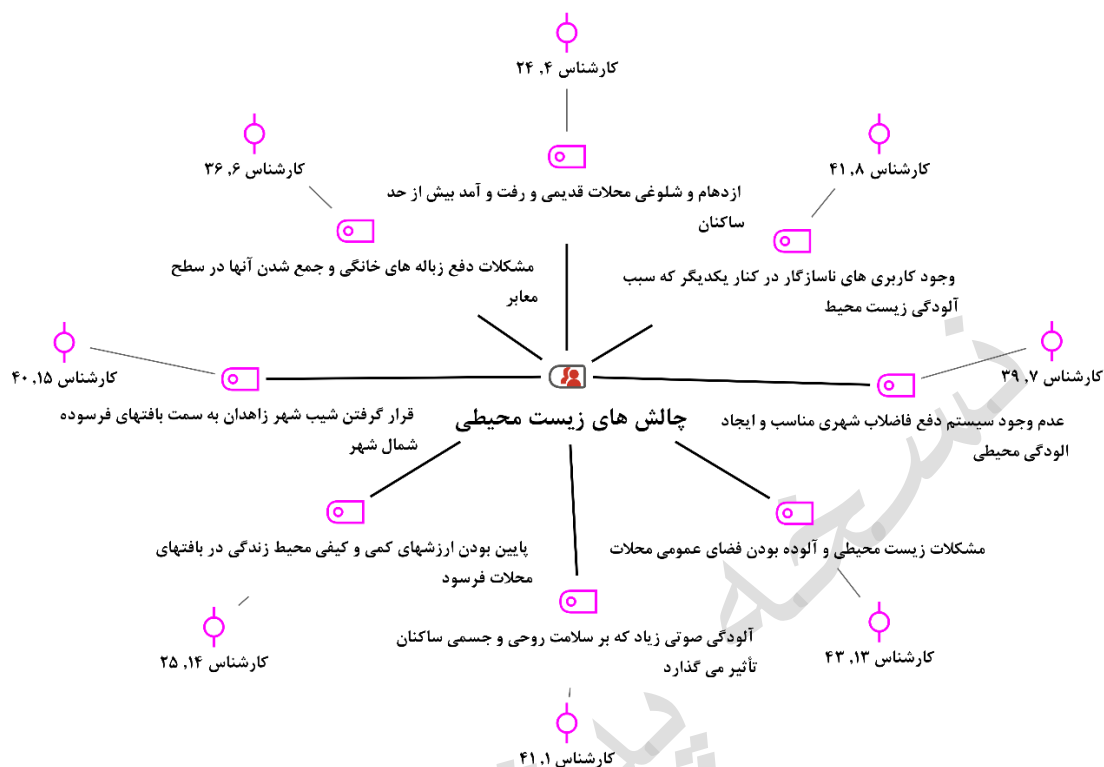 کارشناس ۴, ۲۴
کارشناس ۶, ۳۶
کارشناس ۸, ۴۱
ازدهام و شلوغی محلات قدیمی و رفت و آمد بیش از حد
ساکنان
مشکلات دفع زباله های خانگی و جمع شدن آنها در سطح
معابر
وجود کاربری های ناسازگار در کنار یکدیگر که سبب
آلودگی زیست محیط
کارشناس ۱۵, ۴۰
کارشناس ۷, ۳۹
قرار گرفتن شیب شهر زاهدان به سمت بافتهای فرسوده
شمال شهر
چالش های زیست محیطی
عدم وجود سیستم دفع فاضلاب شهری مناسب و ایجاد
الودگی محیطی
پایین بودن ارزشهای کمی و کیفی محیط زندگی در بافتهای
محلات فرسود
مشکلات زیست محیطی و آلوده بودن فضای عمومی محلات
آلودگی صوتی زیاد که بر سلامت روحی و جسمی ساکنان
تأثیر می گذارد
کارشناس ۱۴, ۲۵
کارشناس ۱۳, ۴۳
کارشناس ۱, ۴۱
نسخه